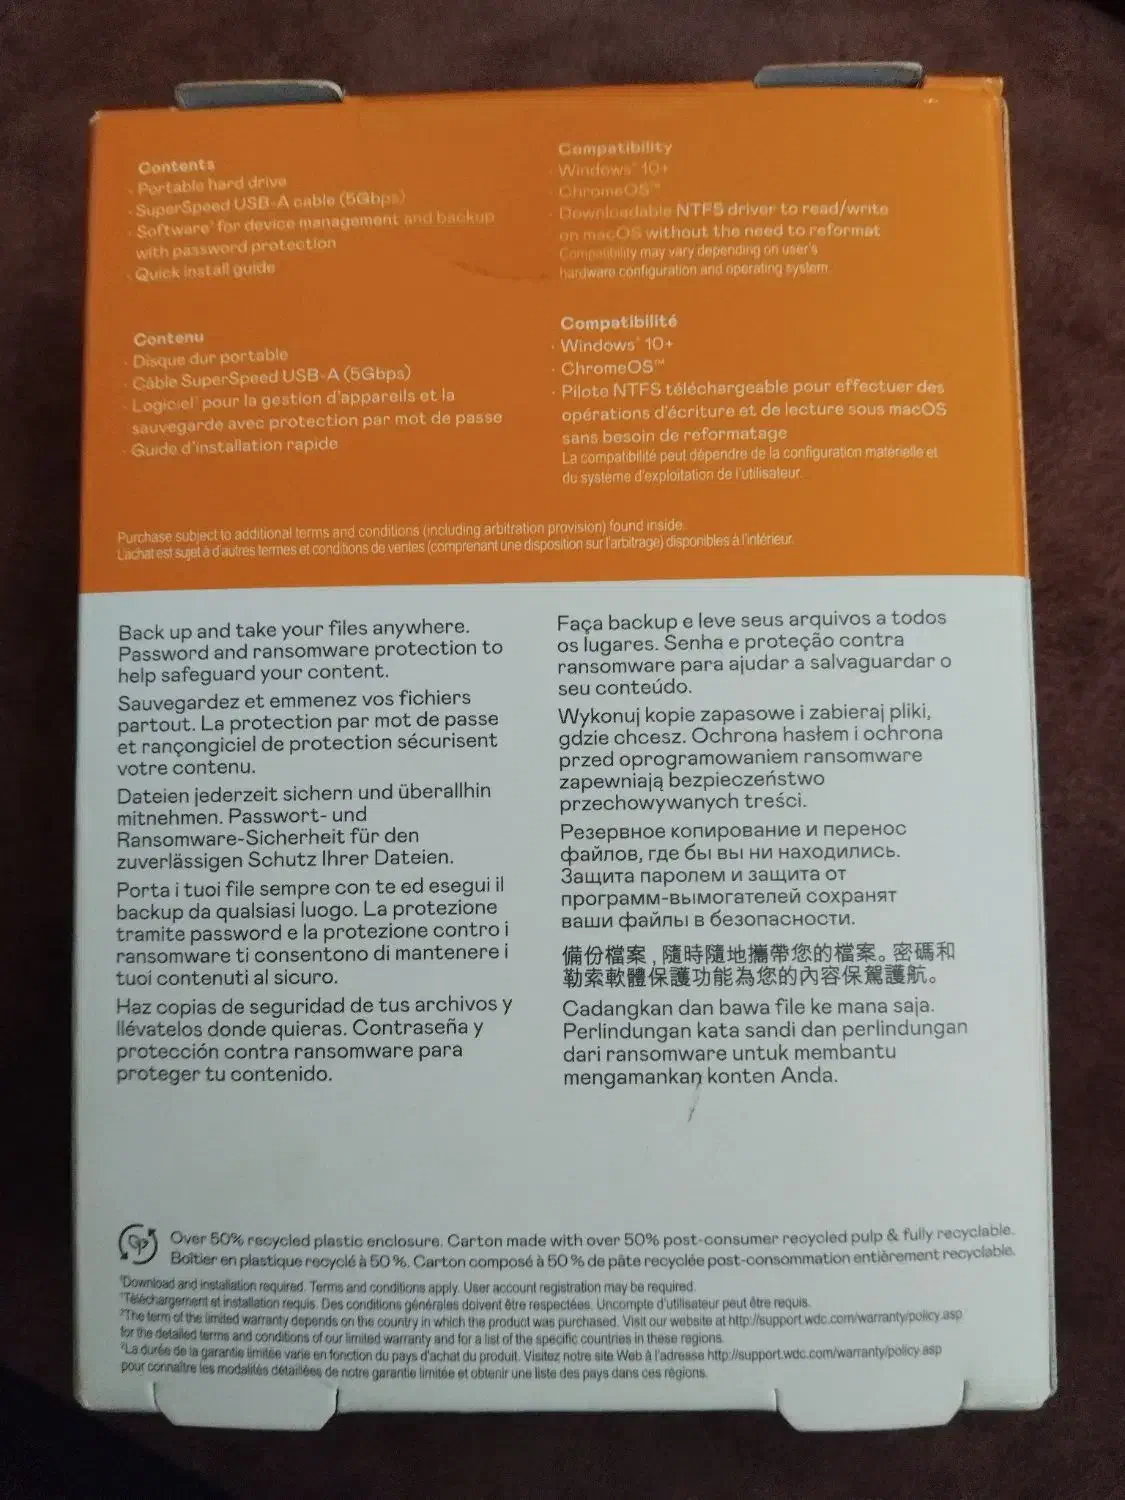 Contents
· Portable hard drive
· SuperSpeed USB-A cable (5Gbps)
· Software¹ for device management and backup
with password protection
· Quick install guide
Compatibility
· Windows® 10+
· ChromeOS™
· Downloadable NTFS driver to read/write
on macOS without the need to reformat
Compatibility may vary depending on user's
hardware configuration and operating system.
Contenu
· Disque dur portable
· Câble SuperSpeed USB-A (5Gbps)
· Logiciel¹ pour la gestion d'appareils et la
sauvegarde avec protection par mot de passe
· Guide d'installation rapide
Compatibilité
· Windows® 10+
· ChromeOS™
· Pilote NTFS téléchargeable pour effectuer des
opérations d'écriture et de lecture sous macOS
sans besoin de reformatage
La compatibilité peut dépendre de la configuration matérielle et
du système d'exploitation de l'utilisateur.
Purchase subject to additional terms and conditions (including arbitration provision) found inside.
L'achat est sujet à d'autres termes et conditions de ventes (comprenant une disposition sur l'arbitrage) disponibles à l'intérieur.
Back up and take your files anywhere.
Password and ransomware protection to
help safeguard your content.
Sauvegardez et emmenez vos fichiers
partout. La protection par mot de passe
et rançongiciel de protection sécurisent
votre contenu.
Dateien jederzeit sichern und überallhin
mitnehmen. Passwort- und
Ransomware-Sicherheit für den
zuverlässigen Schutz Ihrer Dateien.
Porta i tuoi file sempre con te ed esegui il
backup da qualsiasi luogo. La protezione
tramite password e la protezione contro i
ransomware ti consentono di mantenere i
tuoi contenuti al sicuro.
Haz copias de seguridad de tus archivos y
llévatelos donde quieras. Contraseña y
protección contra ransomware para
proteger tu contenido.
Faça backup e leve seus arquivos a todos
os lugares. Senha e proteção contra
ransomware para ajudar a salvaguardar o
seu conteúdo.
Wykonuj kopie zapasowe i zabieraj pliki,
gdzie chcesz. Ochrona hasłem i ochrona
przed oprogramowaniem ransomware
zapewniają bezpieczeństwo
przechowywanych treści.
Резервное копирование и перенос
файлов, где бы вы ни находились.
Защита паролем и защита от
программ-вымогателей сохранят
ваши файлы в безопасности.
備份檔案，隨時隨地攜帶您的檔案。密碼和
勒索軟體保護功能為您的內容保駕護航。
Cadangkan dan bawa file ke mana saja.
Perlindungan kata sandi dan perlindungan
dari ransomware untuk membantu
mengamankan konten Anda.
Over 50% recycled plastic enclosure. Carton made with over 50% post-consumer recycled pulp & fully recyclable.
Boîtier en plastique recyclé à 50 %. Carton composé à 50 % de pâte recyclée post-consommation entièrement recyclable.
¹Download and installation required. Terms and conditions apply. User account registration may be required.
¹Téléchargement et installation requis. Des conditions générales doivent être respectées. Uncompte d'utilisateur peut être requis.
²The term of the limited warranty depends on the country in which the product was purchased. Visit our website at http://support.wdc.com/warranty/policy.asp
for the detailed terms and conditions of our limited warranty and for a list of the specific countries in these regions.
²La durée de la garantie limitée varie en fonction du pays d'achat du produit. Visitez notre site Web à l'adresse http://support.wdc.com/warranty/policy.asp
pour connaître les modalités détaillées de notre garantie limitée et obtenir une liste des pays dans ces régions.